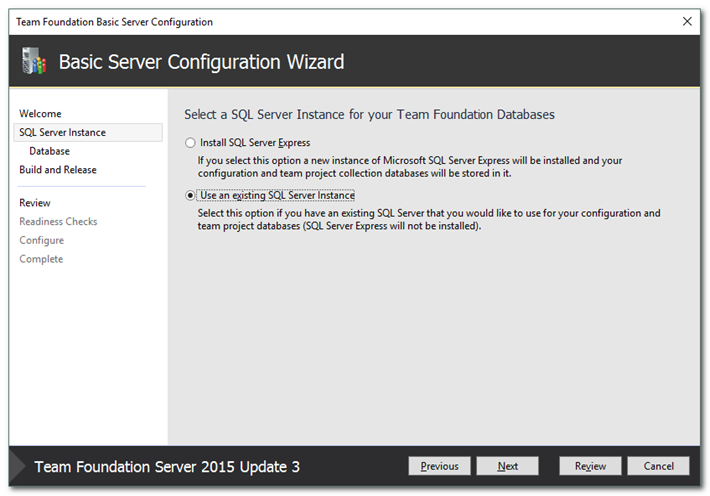 Team Foundation Basic Server Configuration
Basic Server Configuration Wizard
Welcome
SQL Server Instance
Database
Build and Release
Review
Readiness Checks
Configure
Complete
Select a SQL Server Instance for your Team Foundation Databases
Install SQL Server Express
If you select this option a new instance of Microsoft SQL Server Express will be installed and your
configuration and team project collection databases will be stored in it.
Use an existing SQL Server Instance
Select this option if you have an existing SQL Server that you would like to use for your configuration and
team project databases (SQL Server Express will not be installed).
Team Foundation Server 2015 Update 3
Previous
Next
Review
Cancel